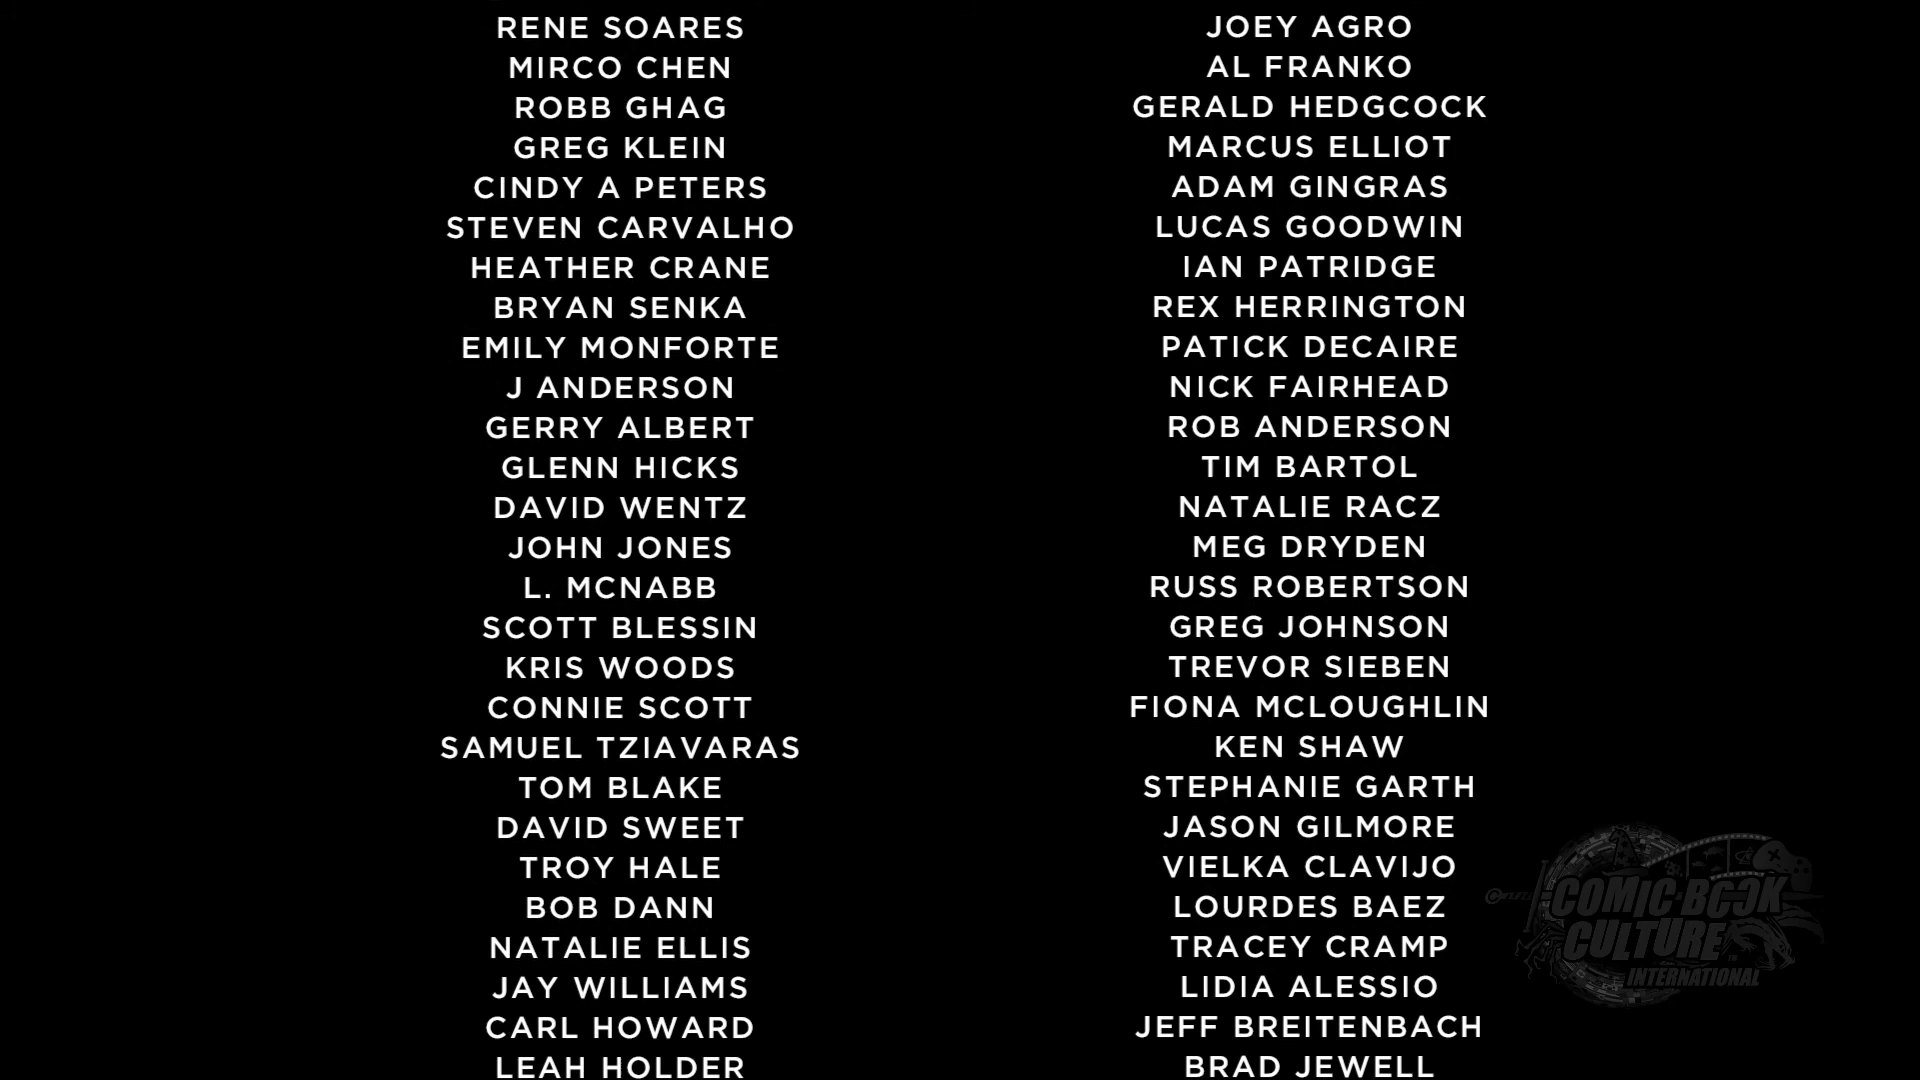 RENE SOARES
MIRCO CHEN
ROBB GHAG
GREG KLEIN
CINDY A PETERS
STEVEN CARVALHO
HEATHER CRANE
BRYAN SENKA
EMILY MONFORTE
J ANDERSON
GERRY ALBERT
GLENN HICKS
DAVID WENTZ
JOHN JONES
L. MCNABB
SCOTT BLESSIN
KRIS WOODS
CONNIE SCOTT
SAMUEL TZIAVARAS
TOM BLAKE
DAVID SWEET
TROY HALE
BOB DANN
NATALIE ELLIS
JAY WILLIAMS
CARL HOWARD
LEAH HOLDER
JOEY AGRO
AL FRANKO
GERALD HEDGCOCK
MARCUS ELLIOT
ADAM GINGRAS
LUCAS GOODWIN
IAN PATRIDGE
REX HERRINGTON
PATICK DECAIRE
NICK FAIRHEAD
ROB ANDERSON
TIM BARTOL
NATALIE RACZ
MEG DRYDEN
RUSS ROBERTSON
GREG JOHNSON
TREVOR SIEBEN
FIONA MCLOUGHLIN
KEN SHAW
STEPHANIE GARTH
JASON GILMORE
VIELKA CLAVIJO
LOURDES BAEZ
TRACEY CRAMP
LIDIA ALESSIO
JEFF BREITENBACH
BRAD JEWELL
COMIC BOOK
CULTURE
INTERNATIONAL